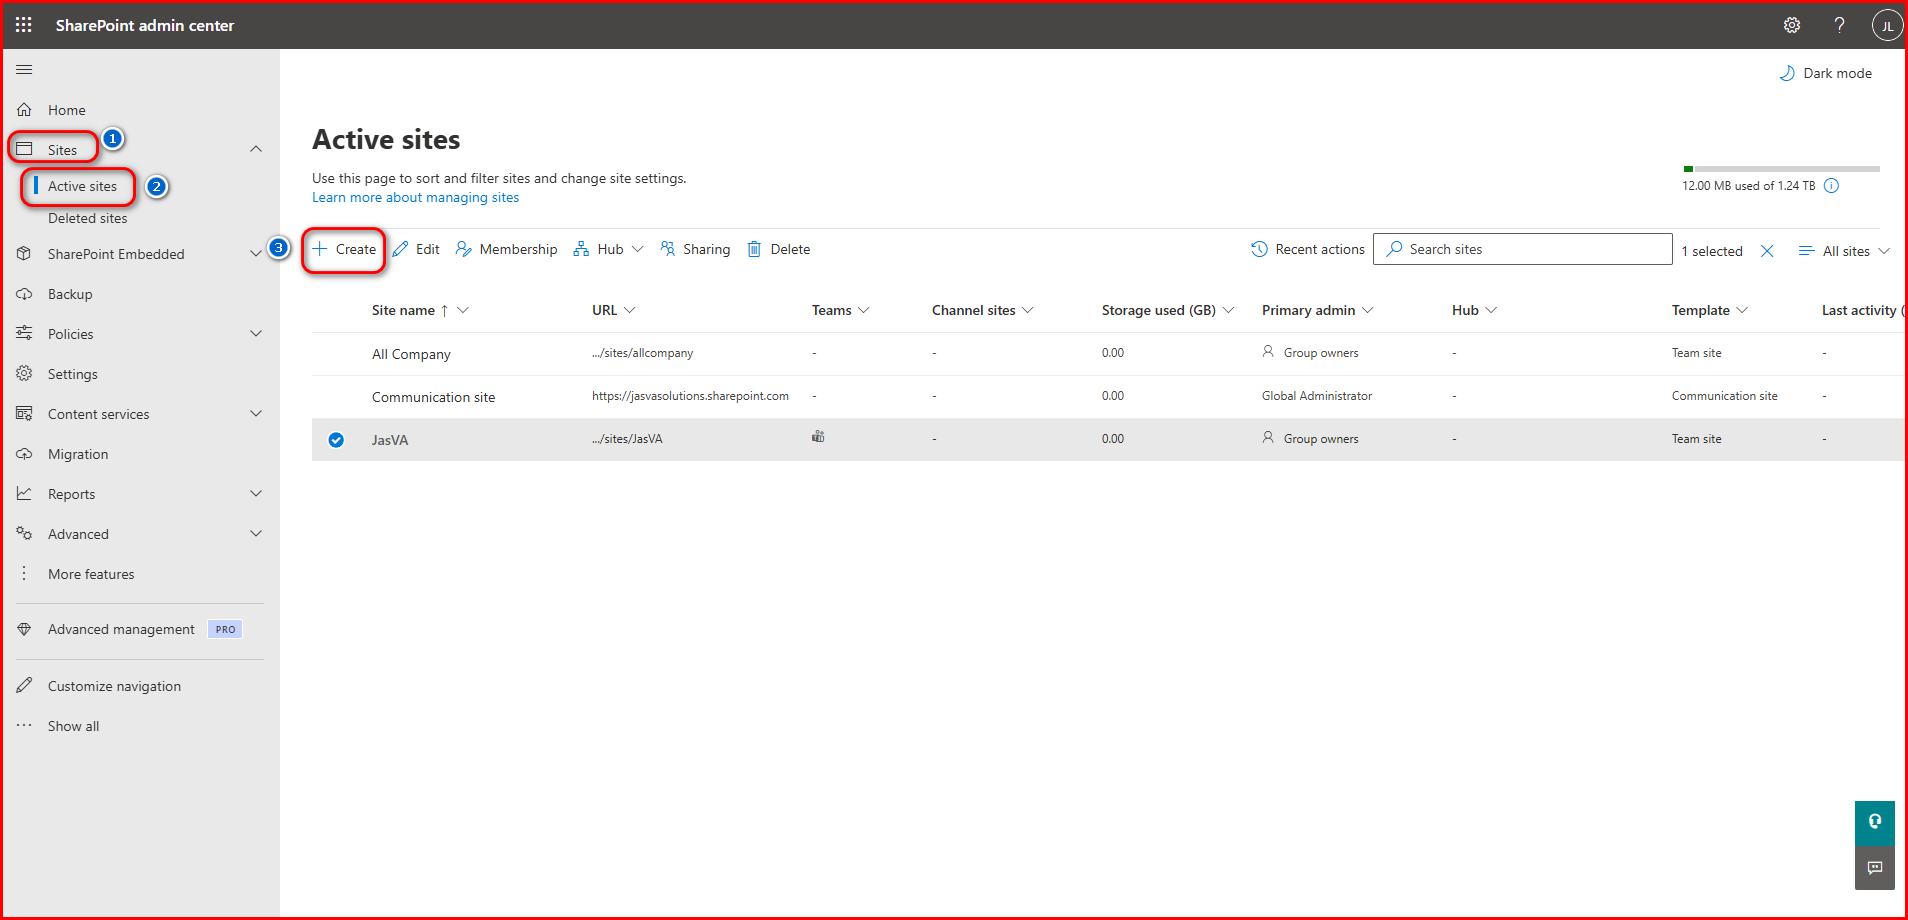 SharePoint admin center
?
JL
Dark mode
Home
Sites
1
Active sites
2
Deleted sites
SharePoint Embedded
Backup
Policies
Settings
Content services
Migration
Reports
Advanced
More features
Advanced management PRO
Customize navigation
Show all
Active sites
Use this page to sort and filter sites and change site settings.
Learn more about managing sites
12.00 MB used of 1.24 TB
3 Create Edit Membership Hub Sharing Delete Recent actions Search sites 1 selected All sites
Site name ↑ URL Teams Channel sites Storage used (GB) Primary admin Hub Template Last activity (
All Company .../sites/allcompany - - 0.00 Group owners - Team site -
Communication site https://jasvasolutions.sharepoint.com - - 0.00 Global Administrator - Communication site -
JasVA .../sites/JasVA - 0.00 Group owners - Team site -